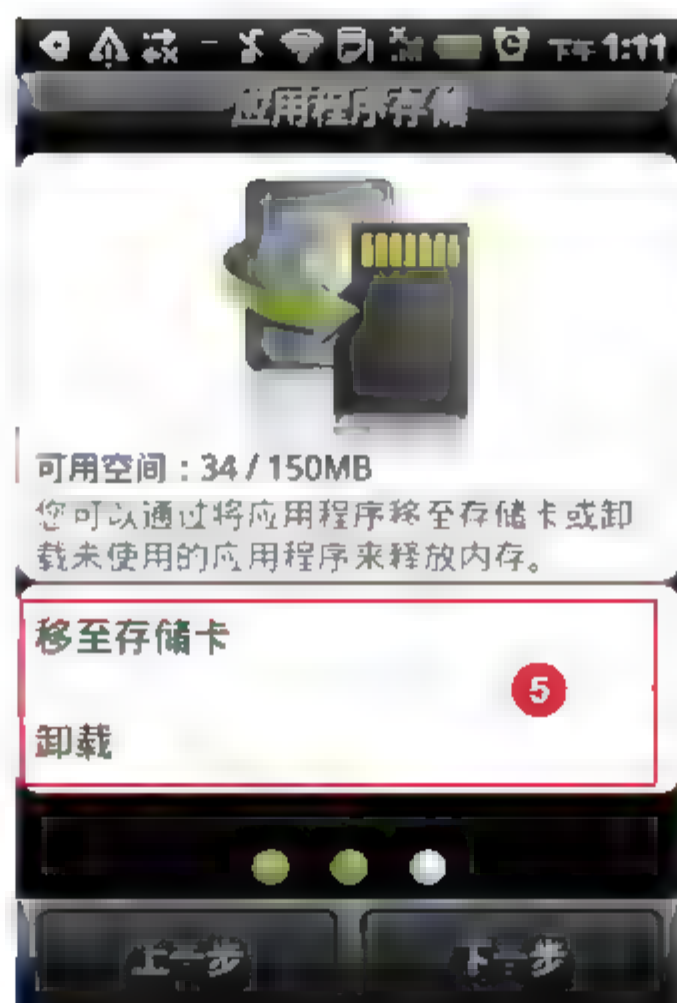 下午 1:11
应用程序存储
可用空间：34 / 150MB
您可以通过将应用程序移至存储卡或卸
载未使用的应用程序来释放内存。
移至存储卡
5
卸载
上一步
下一步